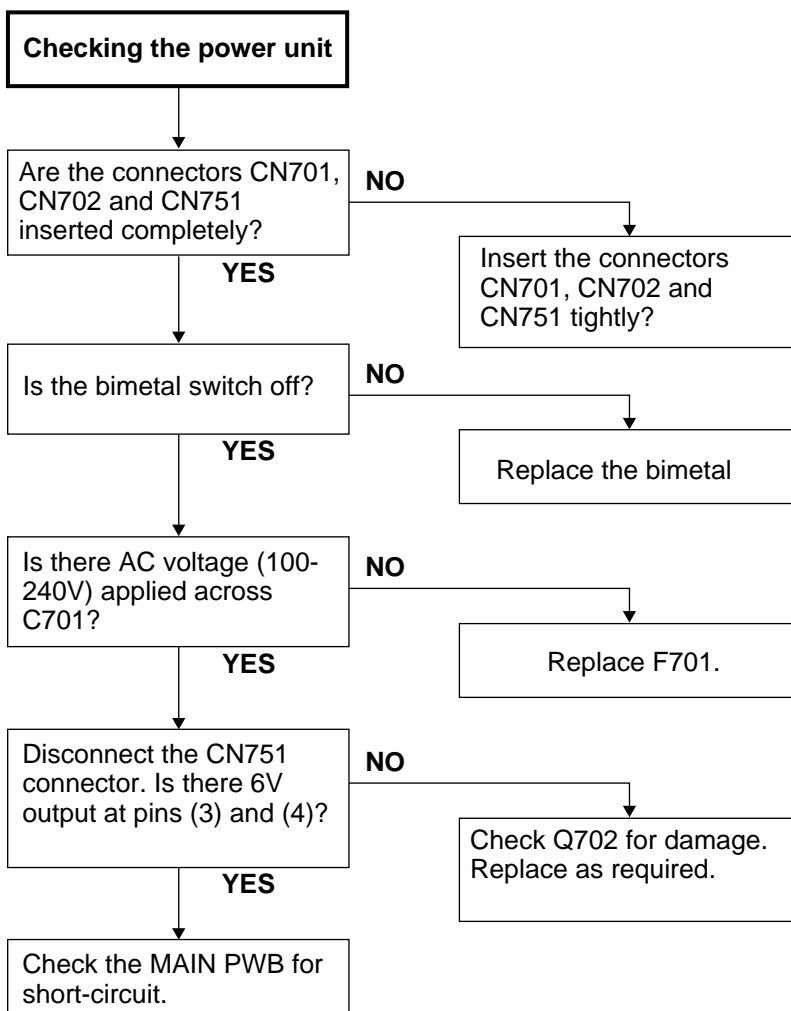 Checking the power unit
Are the connectors CN701,
CN702 and CN751
inserted completely?
NO
Insert the connectors
CN701, CN702 and
CN751 tightly?
YES
Is the bimetal switch off?
NO
Replace the bimetal
YES
Is there AC voltage (100-
240V) applied across
C701?
NO
Replace F701.
YES
Disconnect the CN751
connector. Is there 6V
output at pins (3) and (4)?
NO
Check Q702 for damage.
Replace as required.
YES
Check the MAIN PWB for
short-circuit.